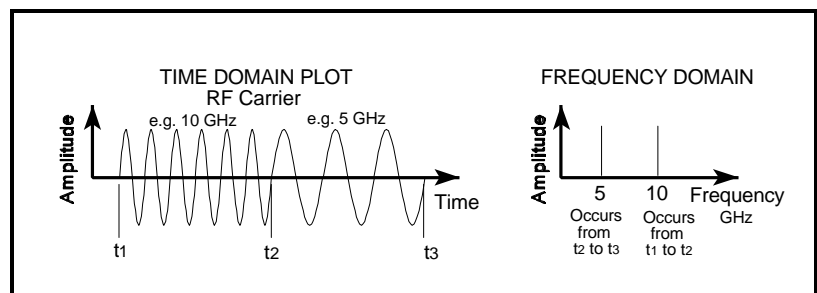 TIME DOMAIN PLOT
RF Carrier
e.g. 10 GHz
e.g. 5 GHz
Amplitude
Time
t1
t2
t3
FREQUENCY DOMAIN
Amplitude
5
10
Frequency
GHz
Occurs
from
t2 to t3
Occurs
from
t1 to t2